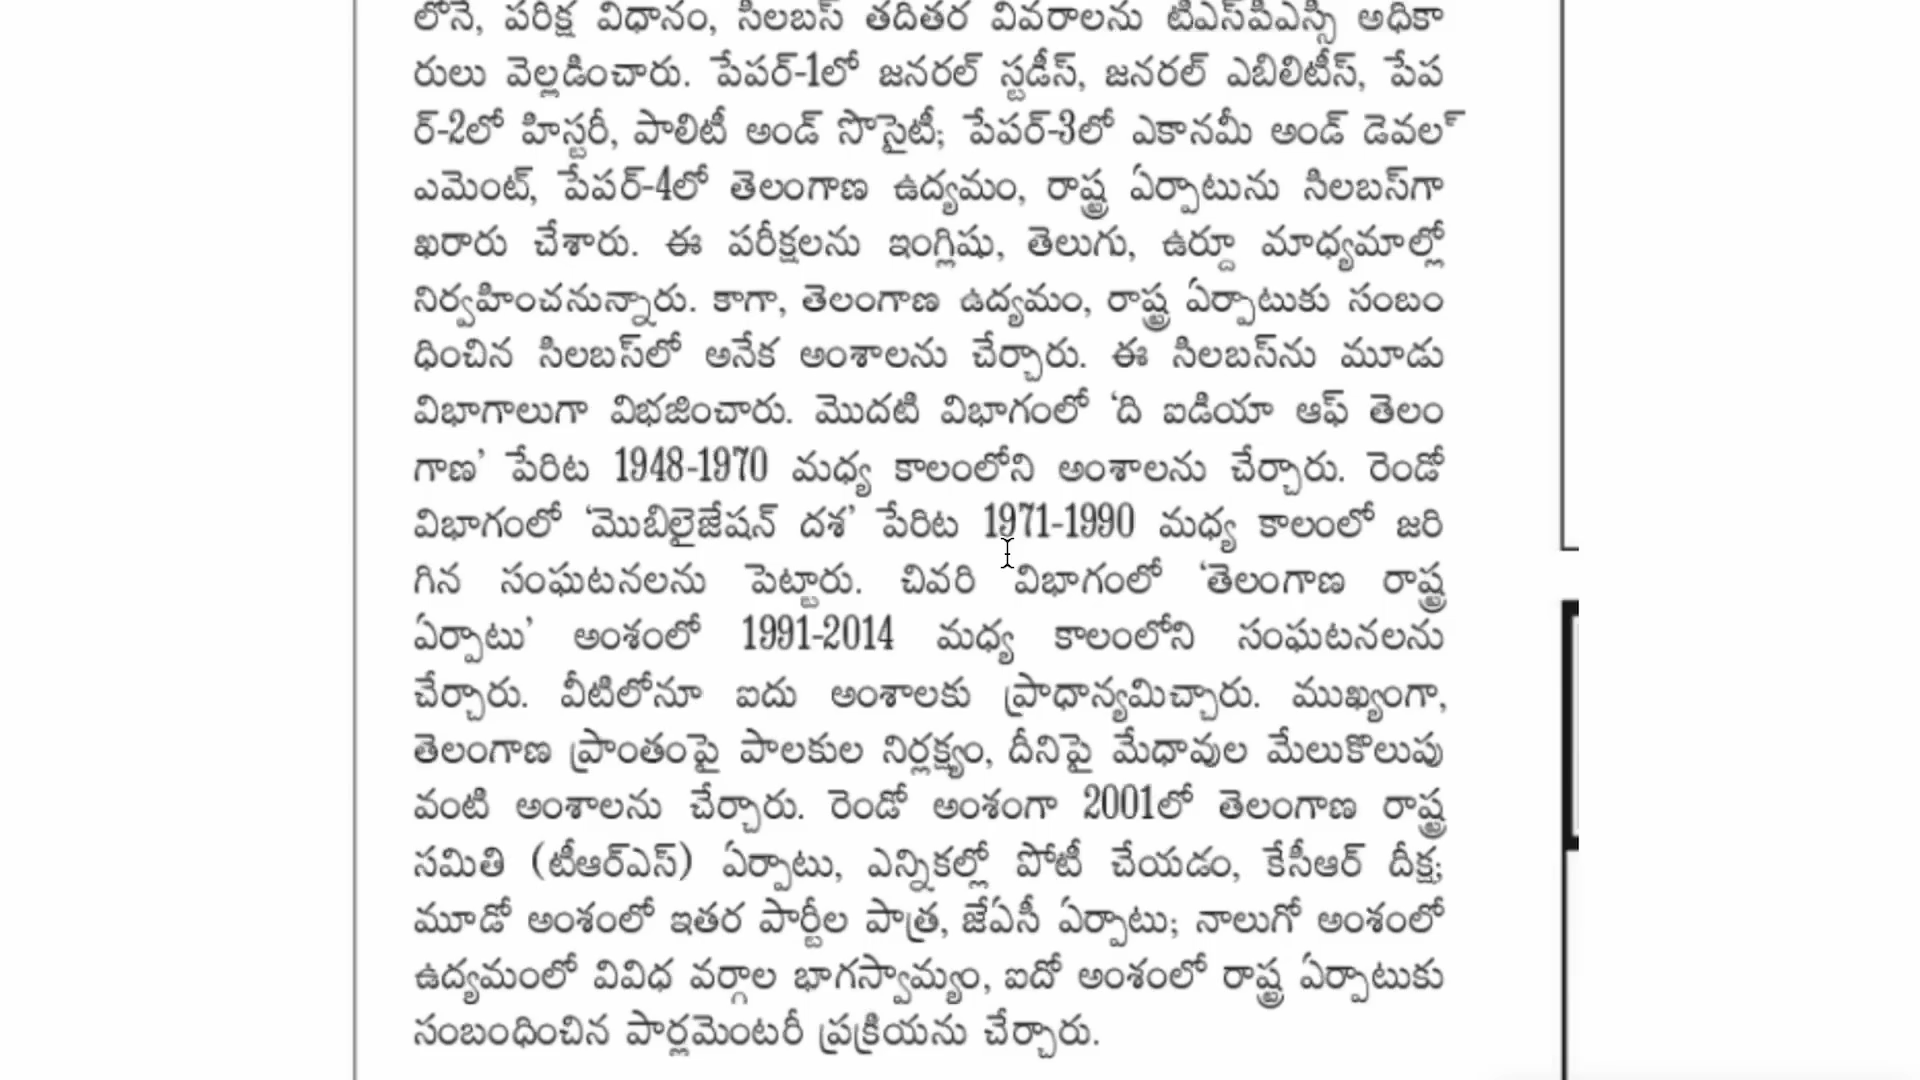 లోనే, పరీక్ష విధానం, సిలబస్ తదితర వివరాలను టీఎస్‌పీఎస్సీ అధికా
రులు వెల్లడించారు. పేపర్-1లో జనరల్ స్టడీస్, జనరల్ ఎబిలిటీస్, పేప
ర్-2లో హిస్టరీ, పాలిటీ అండ్ సొసైటీ; పేపర్-3లో ఎకానమీ అండ్ డెవల్
ఎమెంట్, పేపర్-4లో తెలంగాణ ఉద్యమం, రాష్ట్ర ఏర్పాటును సిలబస్‌గా
ఖరారు చేశారు. ఈ పరీక్షలను ఇంగ్లిషు, తెలుగు, ఉర్దూ మాధ్యమాల్లో
నిర్వహించనున్నారు. కాగా, తెలంగాణ ఉద్యమం, రాష్ట్ర ఏర్పాటుకు సంబం
ధించిన సిలబస్‌లో అనేక అంశాలను చేర్చారు. ఈ సిలబస్‌ను మూడు
విభాగాలుగా విభజించారు. మొదటి విభాగంలో ‘ది ఐడియా ఆఫ్ తెలం
గాణ’ పేరిట 1948-1970 మధ్య కాలంలోని అంశాలను చేర్చారు. రెండో
విభాగంలో ‘మొబిలైజేషన్ దశ’ పేరిట 1971-1990 మధ్య కాలంలో జరి
గిన సంఘటనలను పెట్టారు. చివరి విభాగంలో ‘తెలంగాణ రాష్ట్ర
ఏర్పాటు’ అంశంలో 1991-2014 మధ్య కాలంలోని సంఘటనలను
చేర్చారు. వీటిలోనూ ఐదు అంశాలకు ప్రాధాన్యమిచ్చారు. ముఖ్యంగా,
తెలంగాణ ప్రాంతంపై పాలకుల నిర్లక్ష్యం, దీనిపై మేధావుల మేలుకొలుపు
వంటి అంశాలను చేర్చారు. రెండో అంశంగా 2001లో తెలంగాణ రాష్ట్ర
సమితి (టీఆర్ఎస్) ఏర్పాటు, ఎన్నికల్లో పోటీ చేయడం, కేసీఆర్ దీక్ష;
మూడో అంశంలో ఇతర పార్టీల పాత్ర, జేఏసీ ఏర్పాటు; నాలుగో అంశంలో
ఉద్యమంలో వివిధ వర్గాల భాగస్వామ్యం, ఐదో అంశంలో రాష్ట్ర ఏర్పాటుకు
సంబంధించిన పార్లమెంటరీ ప్రక్రియను చేర్చారు.